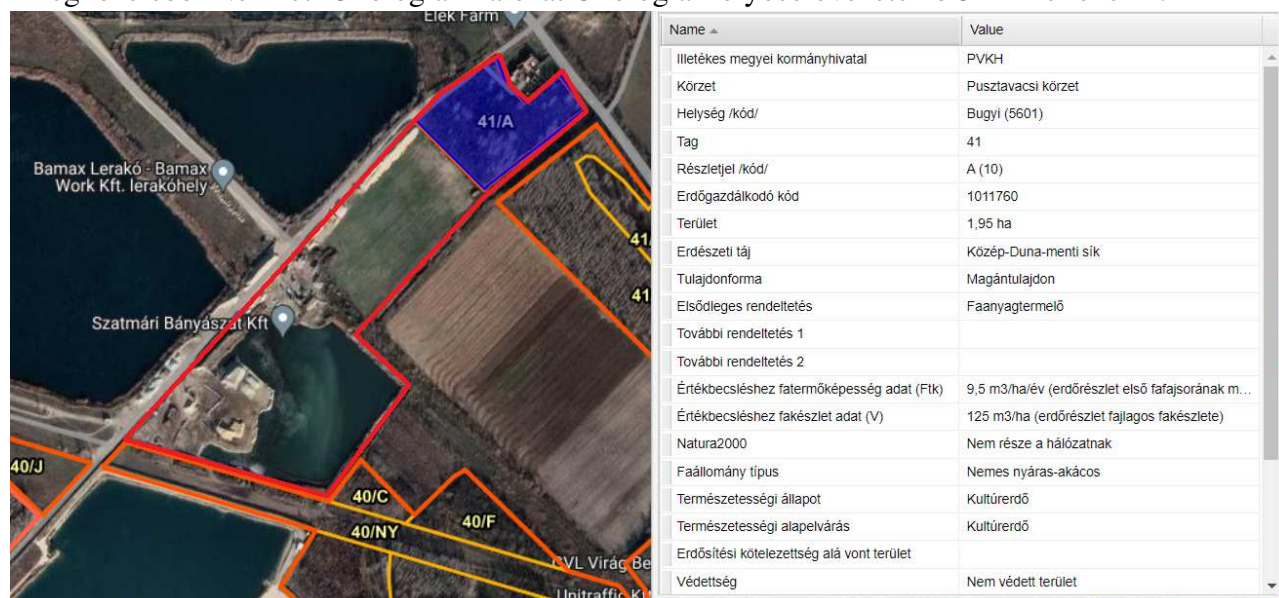 Elek Farm
41/A
Bamax Lerakó - Bamax
Work Kft. lerakóhely
41
Szatmári Bányászat Kft
40/J
40/C
40/NY
40/F
Unitraffic
Name Value
Illetékes megyei kormányhivatal PVKH
Körzet Pusztavacsi körzet
Helység /kód/ Bugyi (5601)
Tag 41
Részletjel /kód/ A (10)
Erdőgazdálkodó kód 1011760
Terület 1,95 ha
Erdészeti táj Közép-Duna-menti sík
Tulajdonforma Magántulajdon
Elsődleges rendeltetés Faanyagtermelő
További rendeltetés 1
További rendeltetés 2
Értékbecsléshez fatermőképesség adat (Ftk) 9,5 m3/ha/év (erdőrészlet első fafajsorának m...
Értékbecsléshez fakészlet adat (V) 125 m3/ha (erdőrészlet fajlagos fakészlete)
Natura2000 Nem része a hálózatnak
Faállomány típus Nemes nyáras-akácos
Természetességi állapot Kultúrerdő
Természetességi alapelvárás Kultúrerdő
Erdősítési kötelezettség alá vont terület
Védettség Nem védett terület